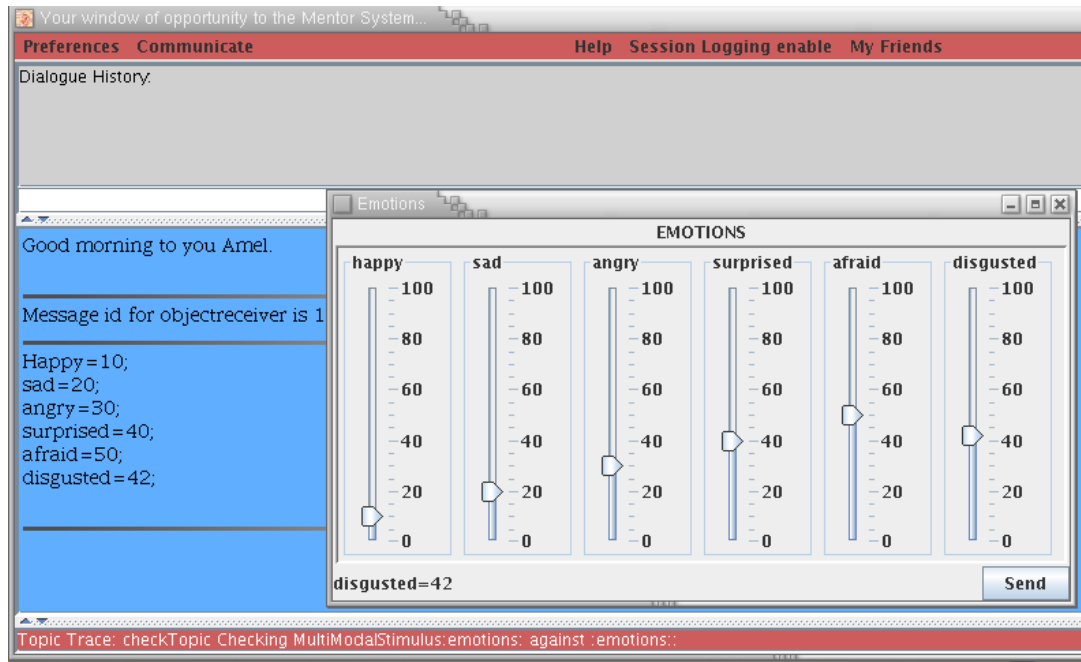 Your window of opportunity to the Mentor System...
Preferences Communicate Help Session Logging enable My Friends
Dialogue History:
Good morning to you Amel.
Message id for objectreceiver is 1
Happy=10;
sad=20;
angry=30;
surprised=40;
afraid=50;
disgusted=42;
Emotions
EMOTIONS
happy sad angry surprised afraid disgusted
100 100 100 100 100 100
80 80 80 80 80 80
60 60 60 60 60 60
40 40 40 40 40 40
20 20 20 20 20 20
0 0 0 0 0 0
disgusted=42 Send
Topic Trace: checkTopic Checking MultiModalStimulus:emotions: against :emotions::